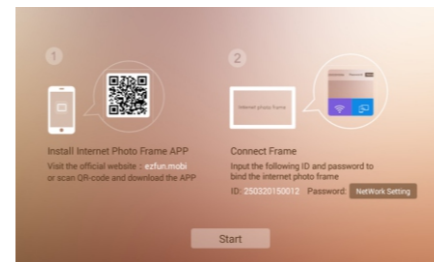 1
Install Internet Photo Frame APP
Visit the official website : ezfun.mobi
or scan QR-code and download the APP
2
Internet photo frame
Connect Frame
Input the following ID and password to
bind the internet photo frame
ID: 250320150012 Password: NetWork Setting
Start